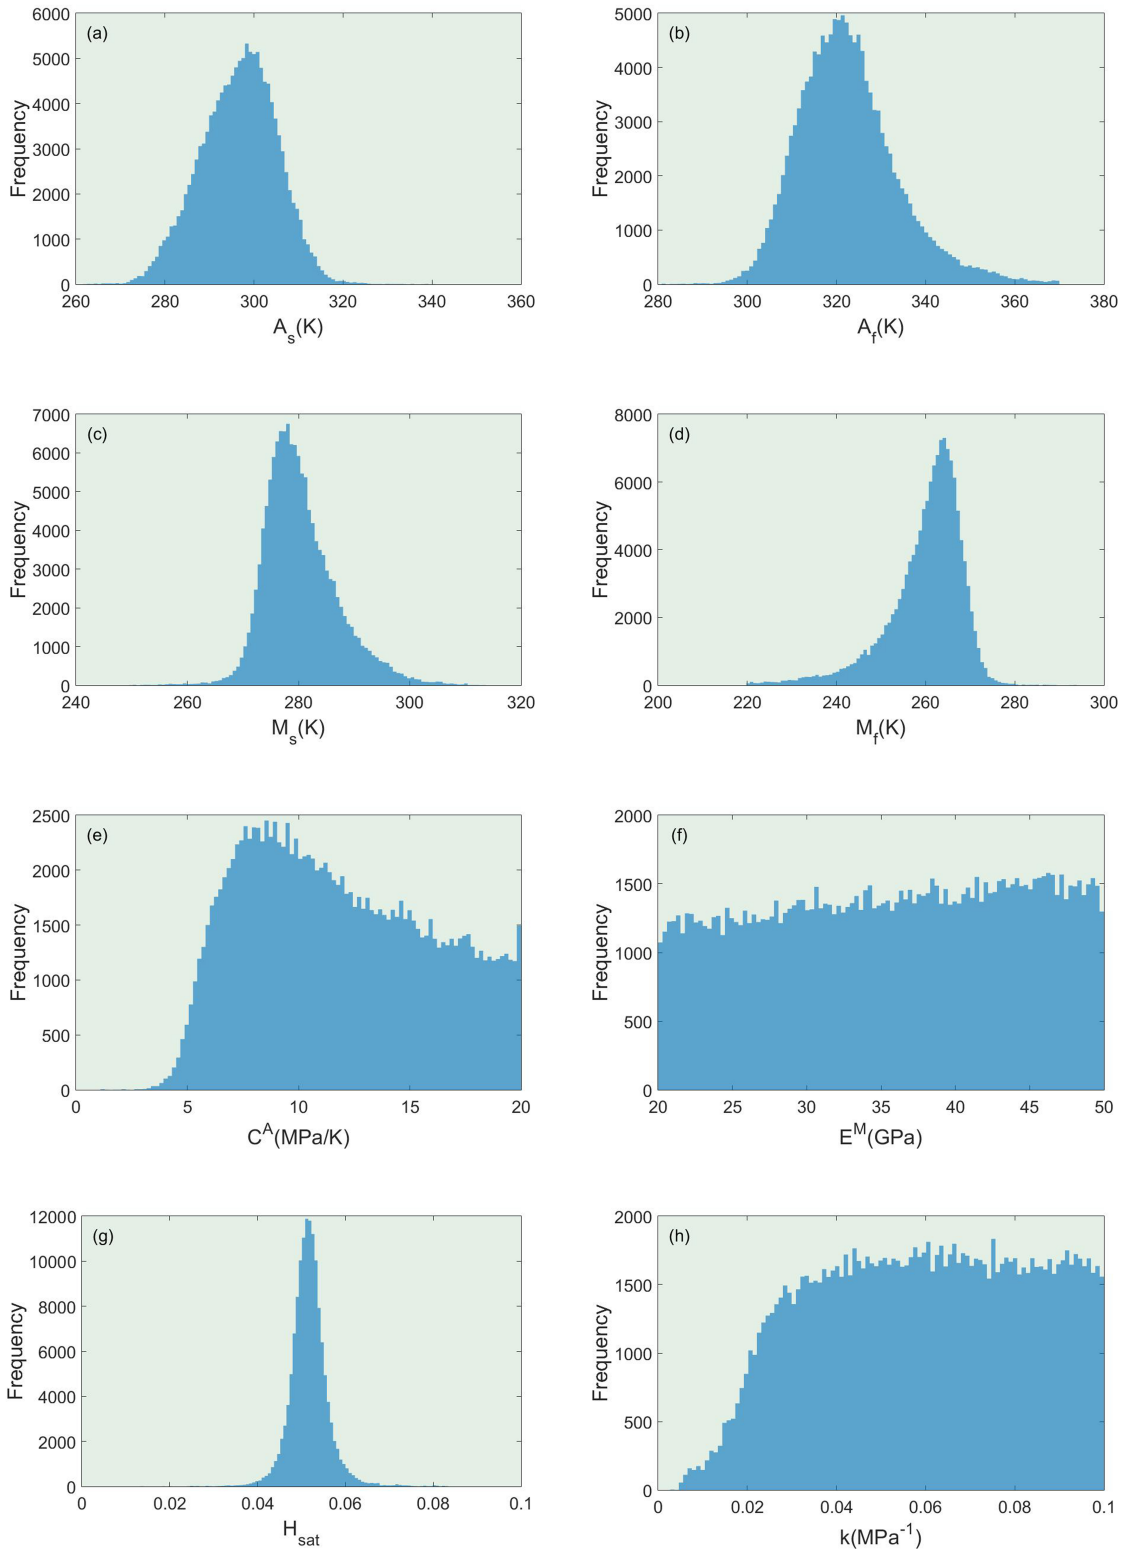 (a)
Frequency
6000
5000
4000
3000
2000
1000
0
260 280 300 320 340 360
A_s(K)
(b)
Frequency
5000
4000
3000
2000
1000
0
280 300 320 340 360 380
A_f(K)
(c)
Frequency
7000
6000
5000
4000
3000
2000
1000
0
240 260 280 300 320
M_s(K)
(d)
Frequency
8000
6000
4000
2000
0
200 220 240 260 280 300
M_f(K)
(e)
Frequency
2500
2000
1500
1000
500
0
0 5 10 15 20
C^A(MPa/K)
(f)
Frequency
2000
1500
1000
500
0
20 25 30 35 40 45 50
E^M(GPa)
(g)
Frequency
12000
10000
8000
6000
4000
2000
0
0 0.02 0.04 0.06 0.08 0.1
H_sat
(h)
Frequency
2000
1500
1000
500
0
0 0.02 0.04 0.06 0.08 0.1
k(MPa^-1)